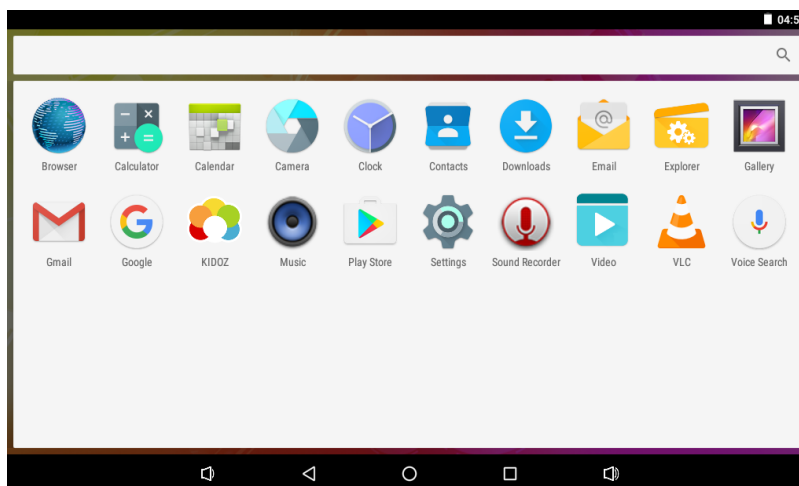 04:5
Browser Calculator Calendar Camera Clock Contacts Downloads Email Explorer Gallery
Gmail Google KIDOZ Music Play Store Settings Sound Recorder Video VLC Voice Search